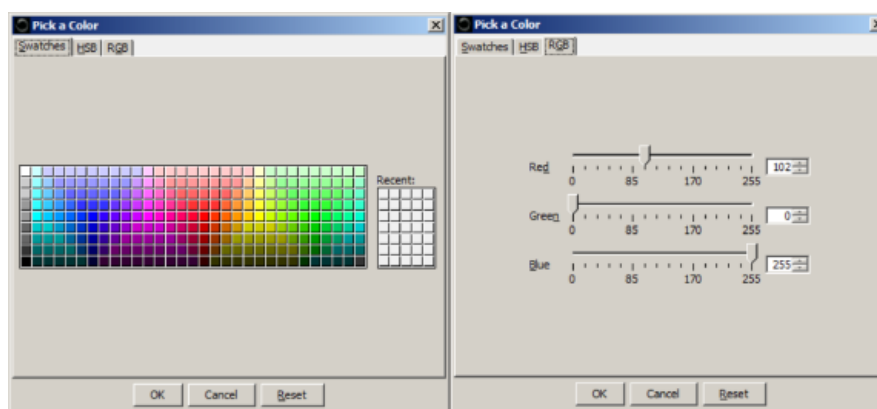 Pick a Color
Swatches HSB RGB
Recent:
OK Cancel Reset
Pick a Color
Swatches HSB RGB
Red 102
0 85 170 255
Green 0
0 85 170 255
Blue 255
0 85 170 255
OK Cancel Reset